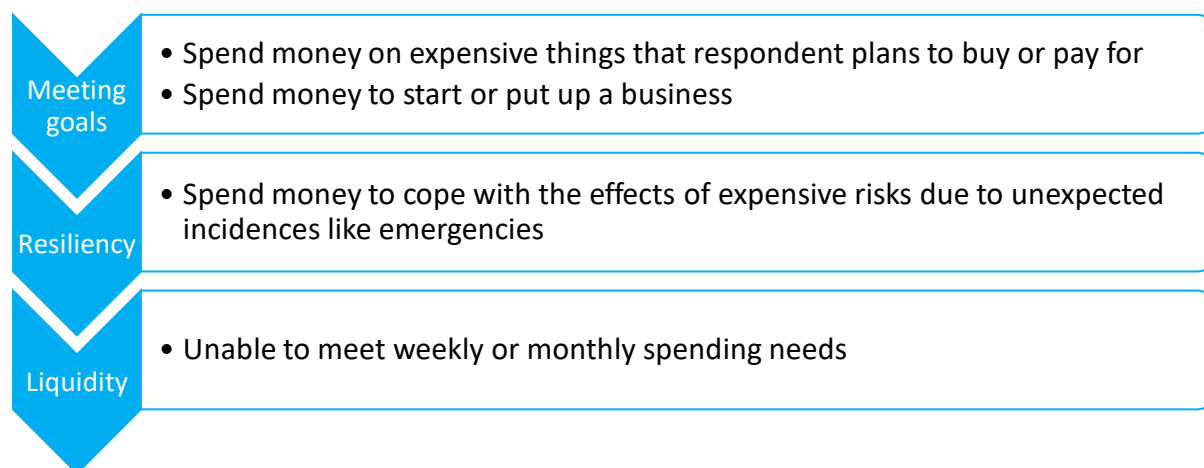 Meeting
goals
• Spend money on expensive things that respondent plans to buy or pay for
• Spend money to start or put up a business
Resiliency
• Spend money to cope with the effects of expensive risks due to unexpected
incidences like emergencies
Liquidity
• Unable to meet weekly or monthly spending needs